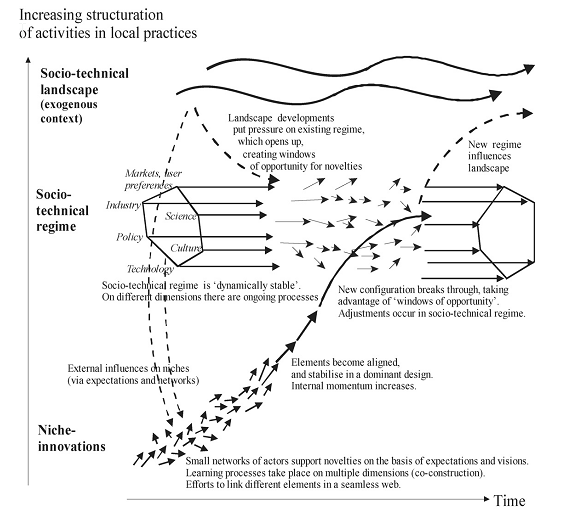 Increasing structuration
of activities in local practices
Socio-technical
landscape
(exogenous
context)
Landscape developments
put pressure on existing regime,
which opens up,
creating windows
of opportunity for novelties
New regime
influences
landscape
Markets, user
preferences
Industry
Science
Policy
Culture
Technology
Socio-
technical
regime
Socio-technical regime is ‘dynamically stable’.
On different dimensions there are ongoing processes
New configuration breaks through, taking
advantage of ‘windows of opportunity’.
Adjustments occur in socio-technical regime.
External influences on niches
(via expectations and networks)
Elements become aligned,
and stabilise in a dominant design.
Internal momentum increases.
Niche-
innovations
Small networks of actors support novelties on the basis of expectations and visions.
Learning processes take place on multiple dimensions (co-construction).
Efforts to link different elements in a seamless web.
Time